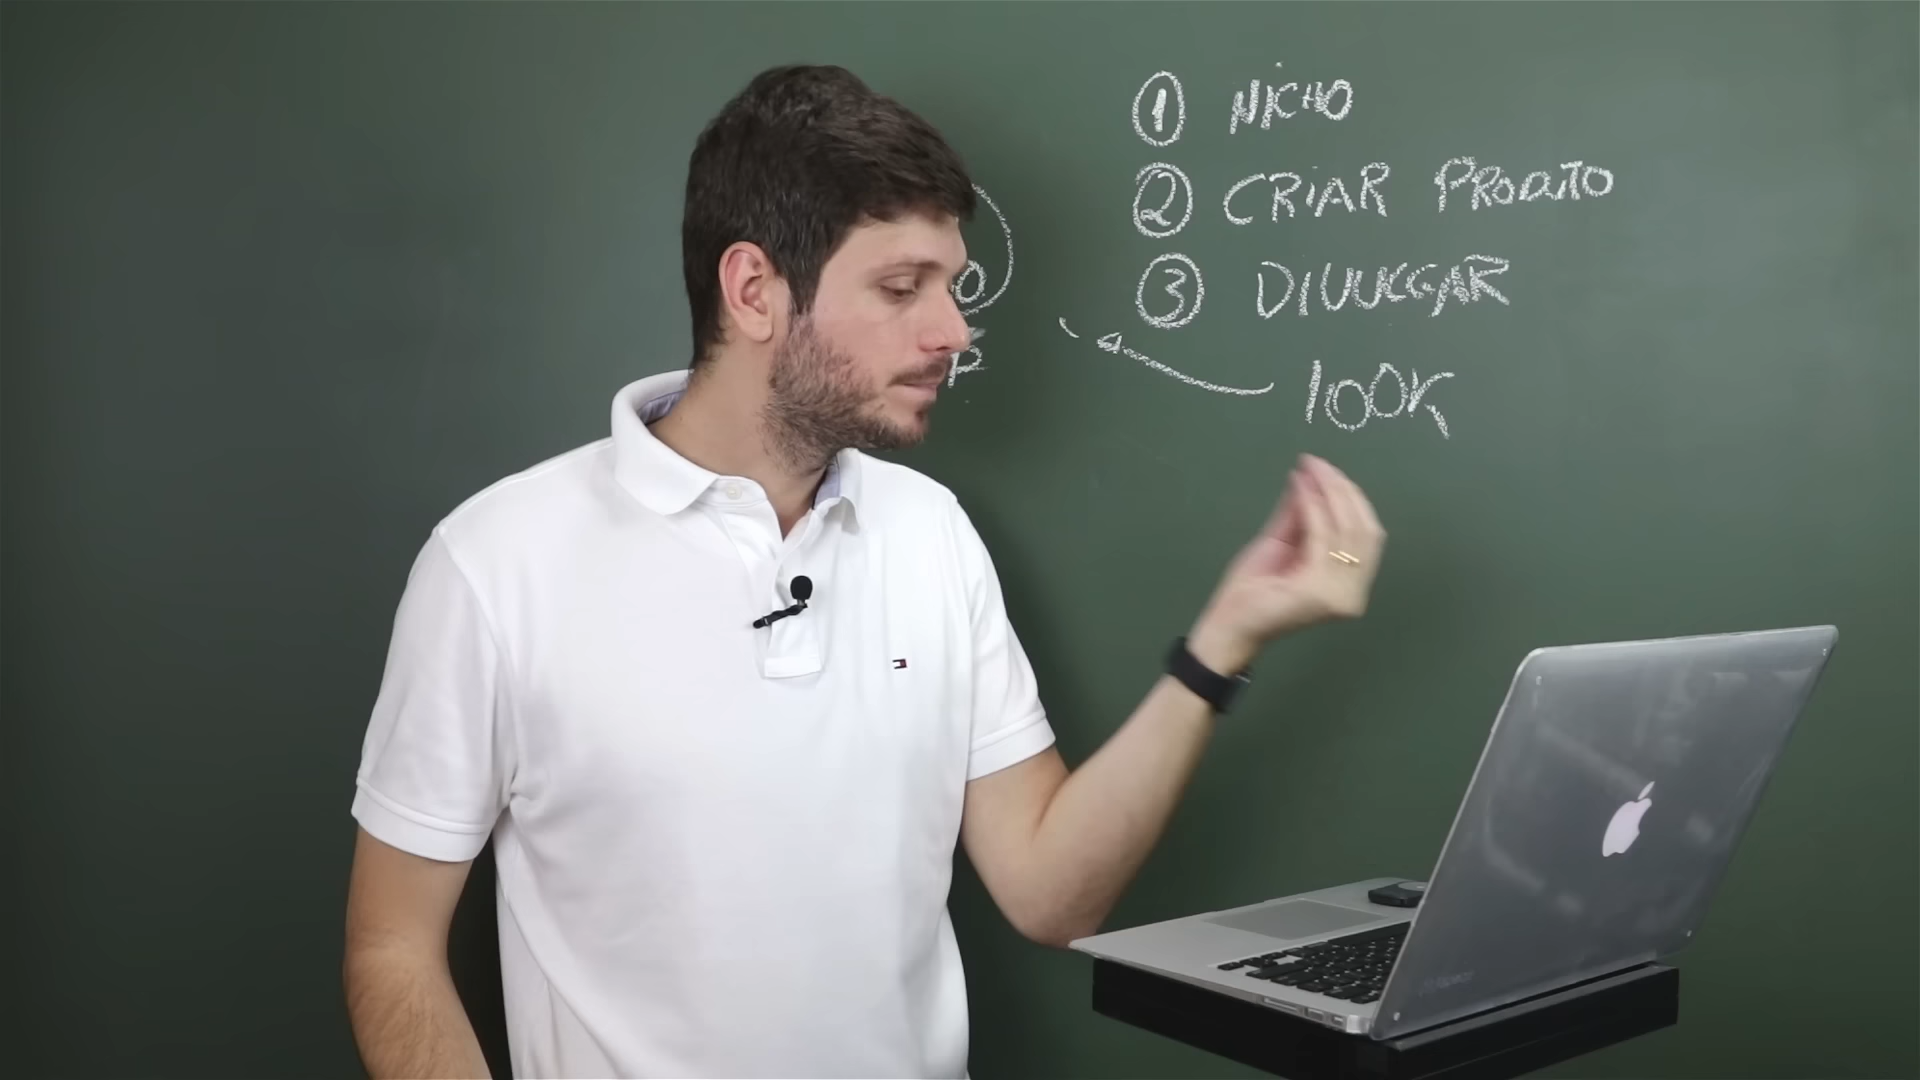 ① NICHO
② CRIAR PRODUTO
③ DIVULGAR
100K